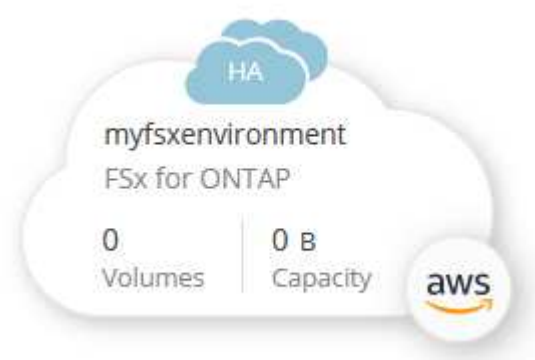 HA
myfsxenvironment
FSx for ONTAP
0
0 B
Volumes
Capacity
aws